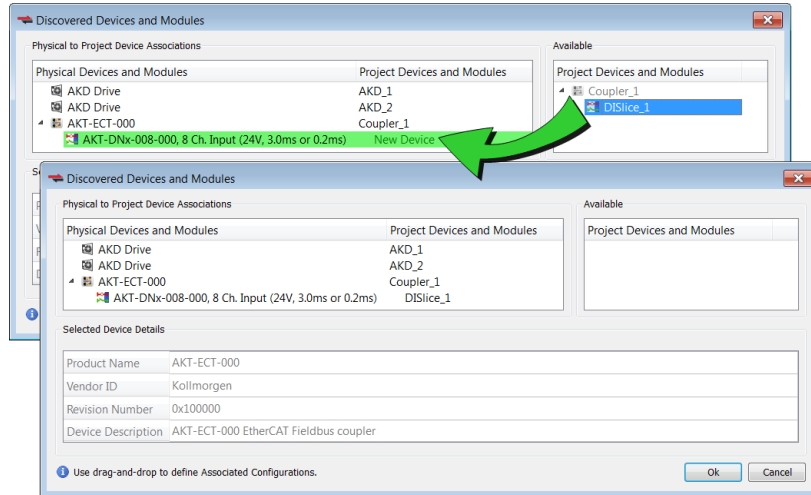 Discovered Devices and Modules
Physical to Project Device Associations
Available
Physical Devices and Modules Project Devices and Modules
Project Devices and Modules
AKD Drive AKD_1
Coupler_1
AKD Drive AKD_2
DISlice_1
AKT-ECT-000 Coupler_1
AKT-DNx-008-000, 8 Ch. Input (24V, 3.0ms or 0.2ms) New Device
Discovered Devices and Modules
Physical to Project Device Associations
Available
Physical Devices and Modules Project Devices and Modules
Project Devices and Modules
AKD Drive AKD_1
AKD Drive AKD_2
AKT-ECT-000 Coupler_1
AKT-DNx-008-000, 8 Ch. Input (24V, 3.0ms or 0.2ms) DISlice_1
Selected Device Details
Product Name AKT-ECT-000
Vendor ID Kollmorgen
Revision Number 0x100000
Device Description AKT-ECT-000 EtherCAT Fieldbus coupler
Use drag-and-drop to define Associated Configurations.
Ok Cancel